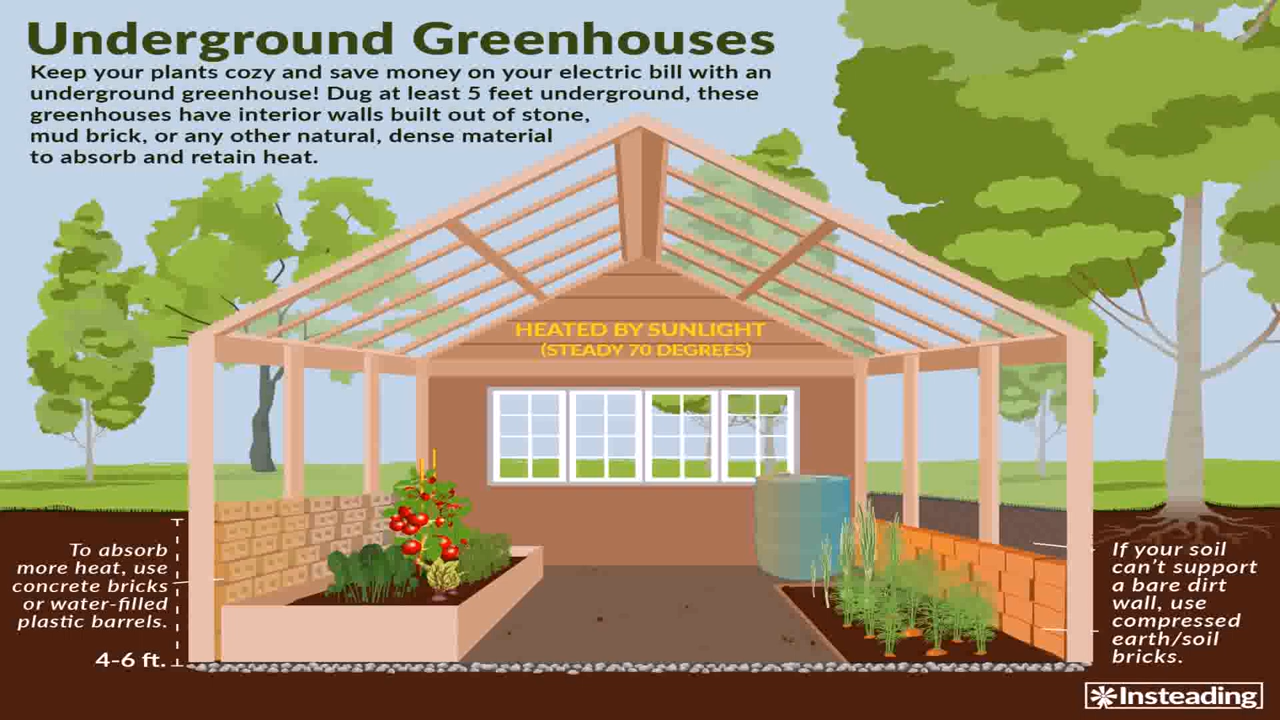 Underground Greenhouses
Keep your plants cozy and save money on your electric bill with an
underground greenhouse! Dug at least 5 feet underground, these
greenhouses have interior walls built out of stone,
mud brick, or any other natural, dense material
to absorb and retain heat.
HEATED BY SUNLIGHT
(STEADY 70 DEGREES)
To absorb
more heat, use
concrete bricks
or water-filled
plastic barrels.
4-6 ft.
If your soil
can't support
a bare dirt
wall, use
compressed
earth/soil
bricks.
Insteading